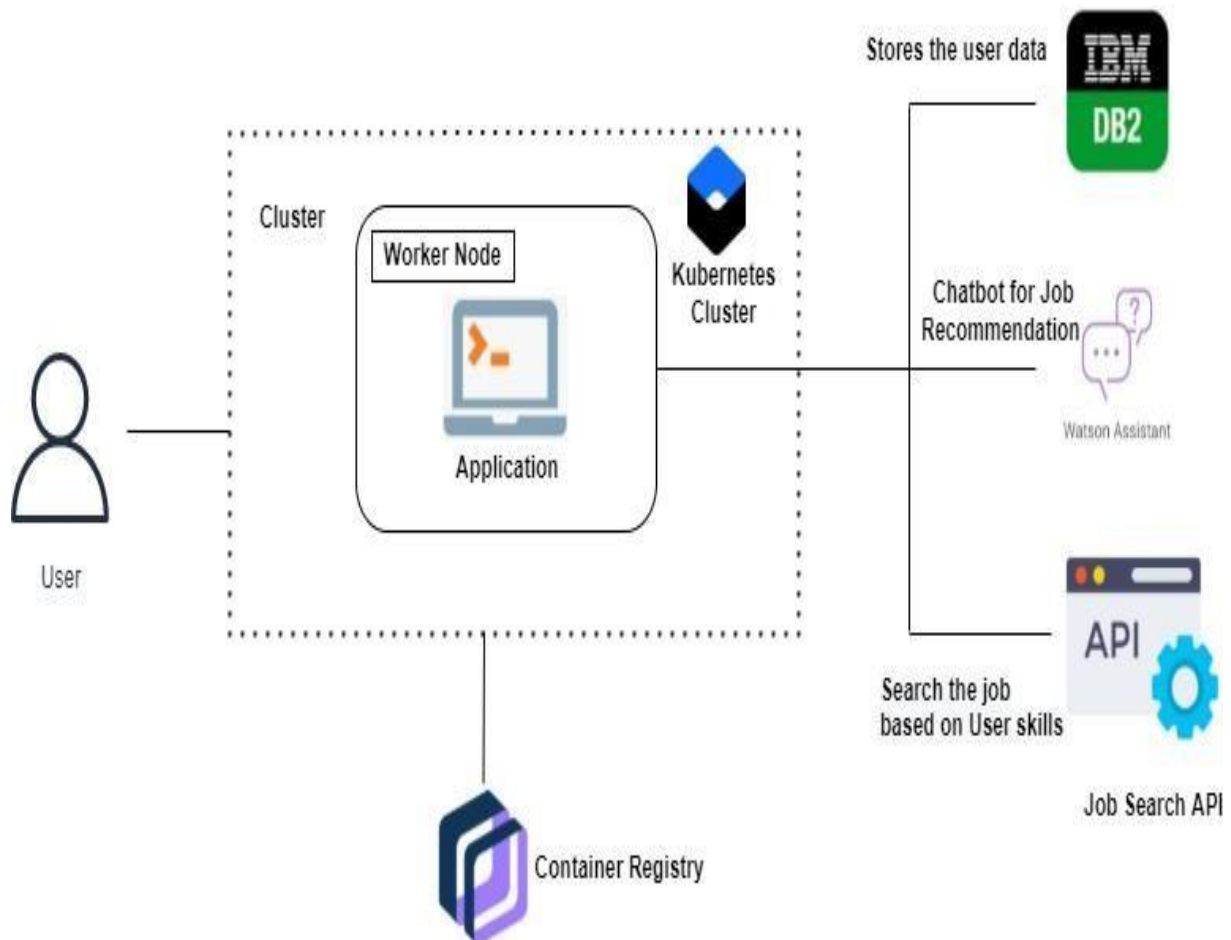 Stores the user data
IBM
DB2
Cluster
Worker Node
Kubernetes
Cluster
Application
Chatbot for Job
Recommendation
?
Watson Assistant
User
API
Search the job
based on User skills
Job Search API
Container Registry